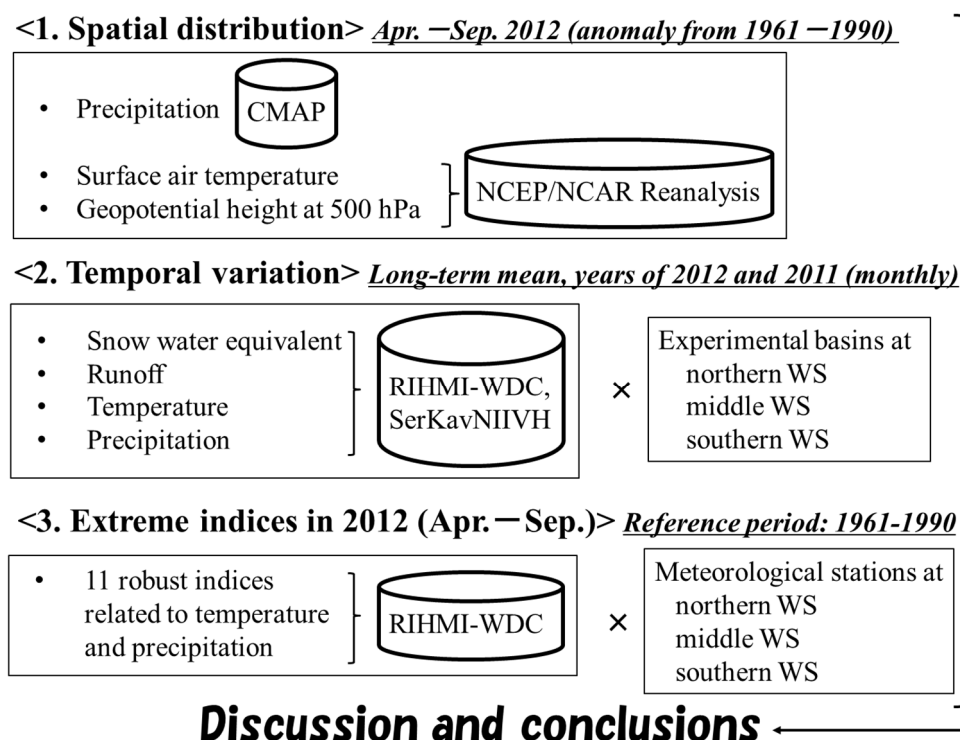 <1. Spatial distribution> Apr. －Sep. 2012 (anomaly from 1961 －1990)
• Precipitation CMAP
• Surface air temperature
• Geopotential height at 500 hPa
NCEP/NCAR Reanalysis
<2. Temporal variation> Long-term mean, years of 2012 and 2011 (monthly)
• Snow water equivalent
• Runoff
• Temperature
• Precipitation
RIHMI-WDC,
SerKavNIIVH
×
Experimental basins at
northern WS
middle WS
southern WS
<3. Extreme indices in 2012 (Apr.－Sep.)> Reference period: 1961-1990
• 11 robust indices
related to temperature
and precipitation
RIHMI-WDC
×
Meteorological stations at
northern WS
middle WS
southern WS
Discussion and conclusions